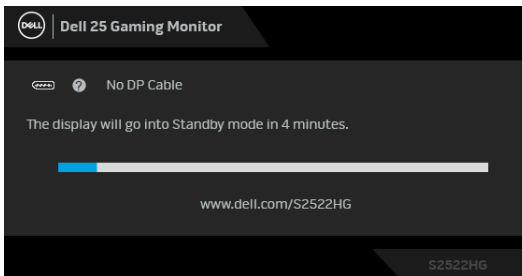 DELL
Dell 25 Gaming Monitor
No DP Cable
The display will go into Standby mode in 4 minutes.
www.dell.com/S2522HG
S2522HG